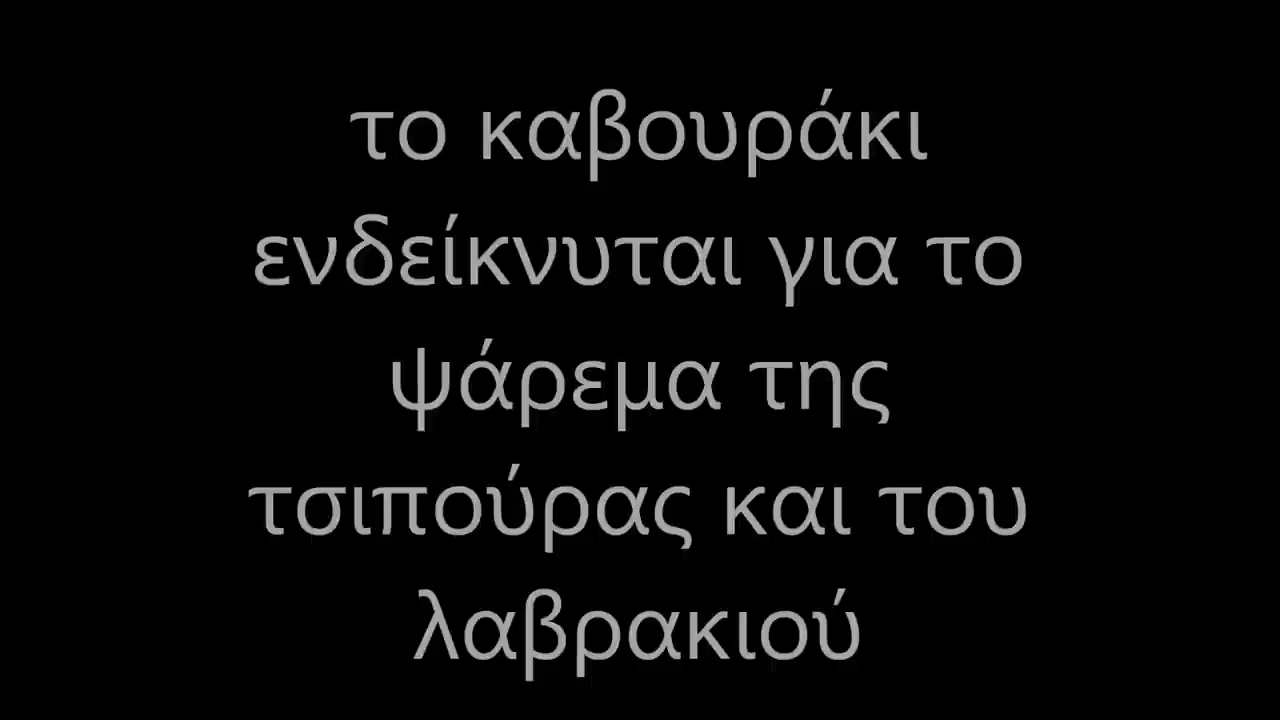 το καβουράκι
ενδείκνυται για το
ψάρεμα της
τσιπούρας και του
λαβρακιού